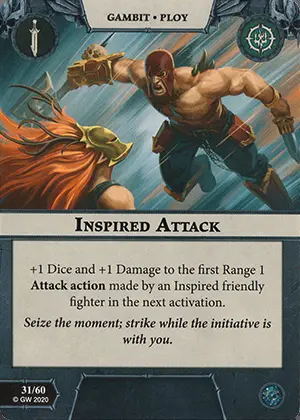 GAMBIT • PLOY
INSPIRED ATTACK
+1 Dice and +1 Damage to the first Range 1
Attack action made by an Inspired friendly
fighter in the next activation.
Seize the moment; strike while the initiative is
with you.
31/60
© GW 2020